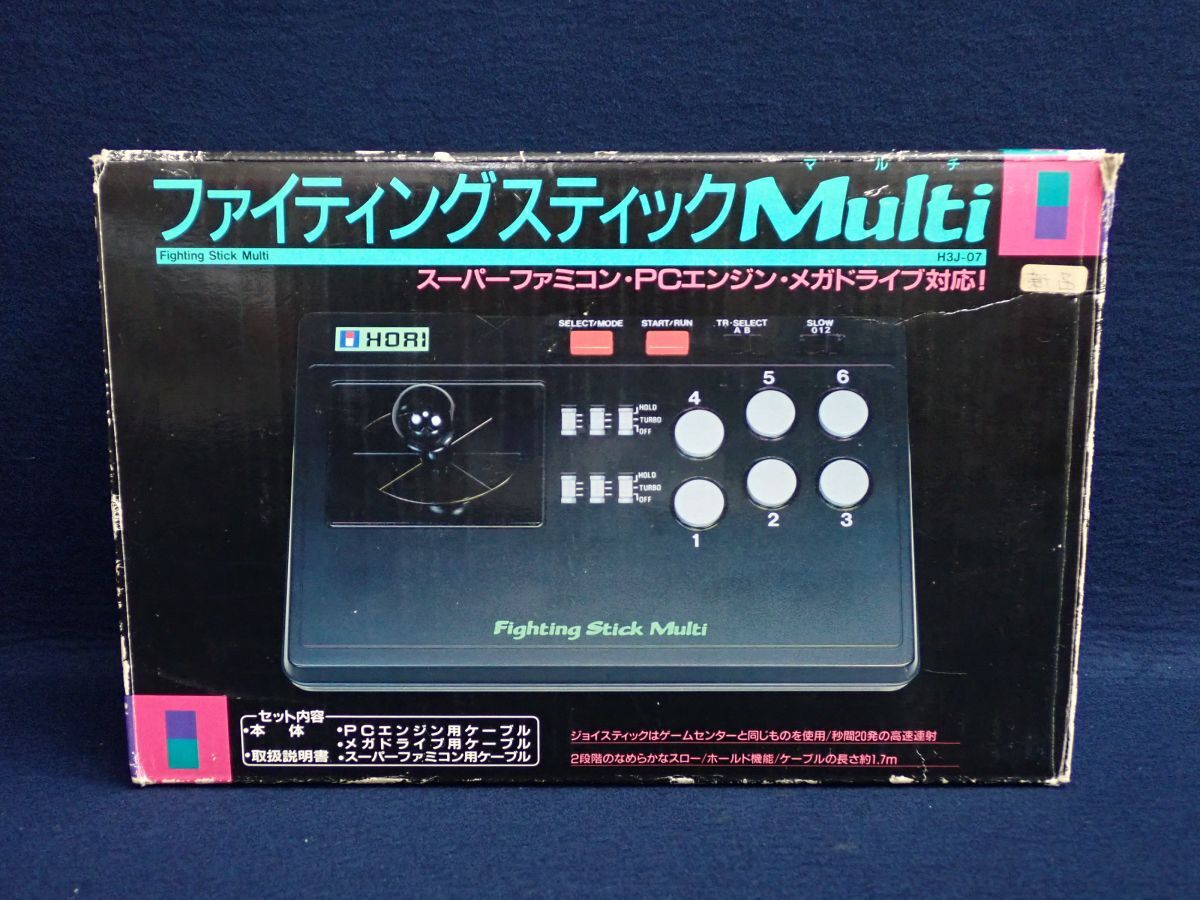 マルチ
ファイティングスティックMulti
Fighting Stick Multi H3J-07
スーパーファミコン・PCエンジン・メガドライブ対応!
HORI
SELECT/MODE START/RUN TR-SELECT SLOW
A B 012
5 6
4
HOLD
TURBO
OFF
HOLD
TURBO
OFF
2 3
1
Fighting Stick Multi
セット内容
・本 体 ・PCエンジン用ケーブル
・メガドライブ用ケーブル
・取扱説明書 ・スーパーファミコン用ケーブル
ジョイスティックはゲームセンターと同じものを使用/秒間20発の高速連射
2段階のなめらかなスロー/ホールド機能/ケーブルの長さ約1.7m